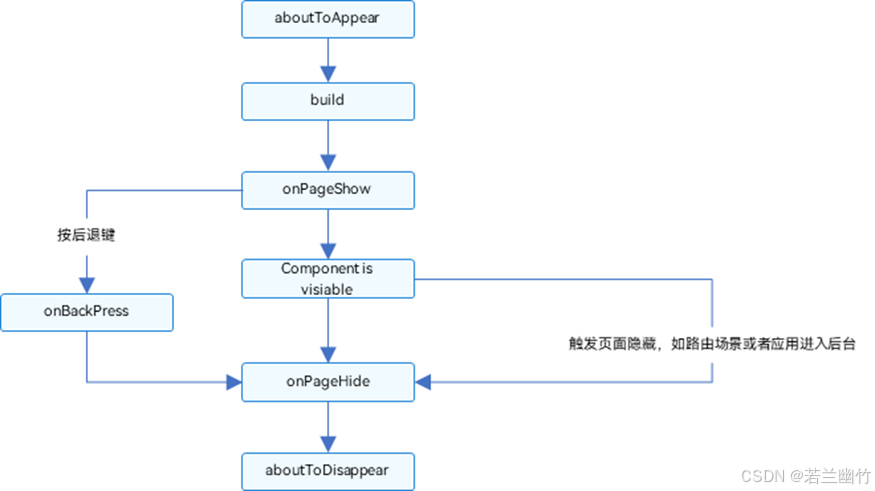 aboutToAppear
build
onPageShow
按后退键
Component is
visiable
onBackPress
触发页面隐藏，如路由场景或者应用进入后台
onPageHide
aboutToDisappear
CSDN @若兰幽竹